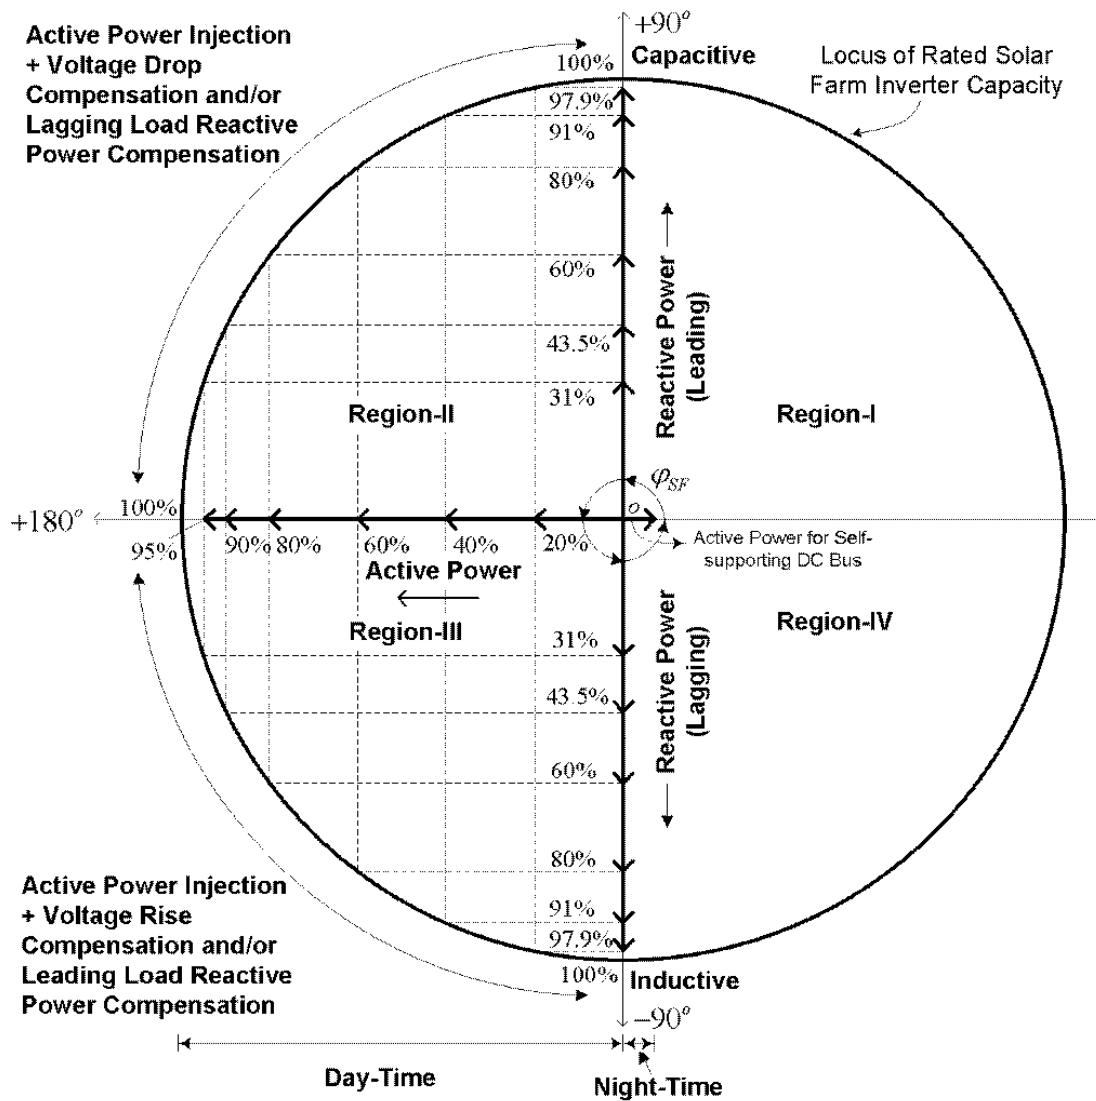 Active Power Injection
+ Voltage Drop
Compensation and/or
Lagging Load Reactive
Power Compensation
+90°
Capacitive
Locus of Rated Solar
Farm Inverter Capacity
100%
97.9%
91%
80%
60%
43.5%
31%
Reactive Power
(Leading)
Region-II
Region-I
φSF
+180°
100%
95%
90%
80%
60%
40%
20%
o
Active Power for Self-
supporting DC Bus
Active Power
Region-III
Region-IV
Reactive Power
(Lagging)
31%
43.5%
60%
80%
91%
97.9%
100%
Active Power Injection
+ Voltage Rise
Compensation and/or
Leading Load Reactive
Power Compensation
Inductive
–90°
Day-Time
Night-Time